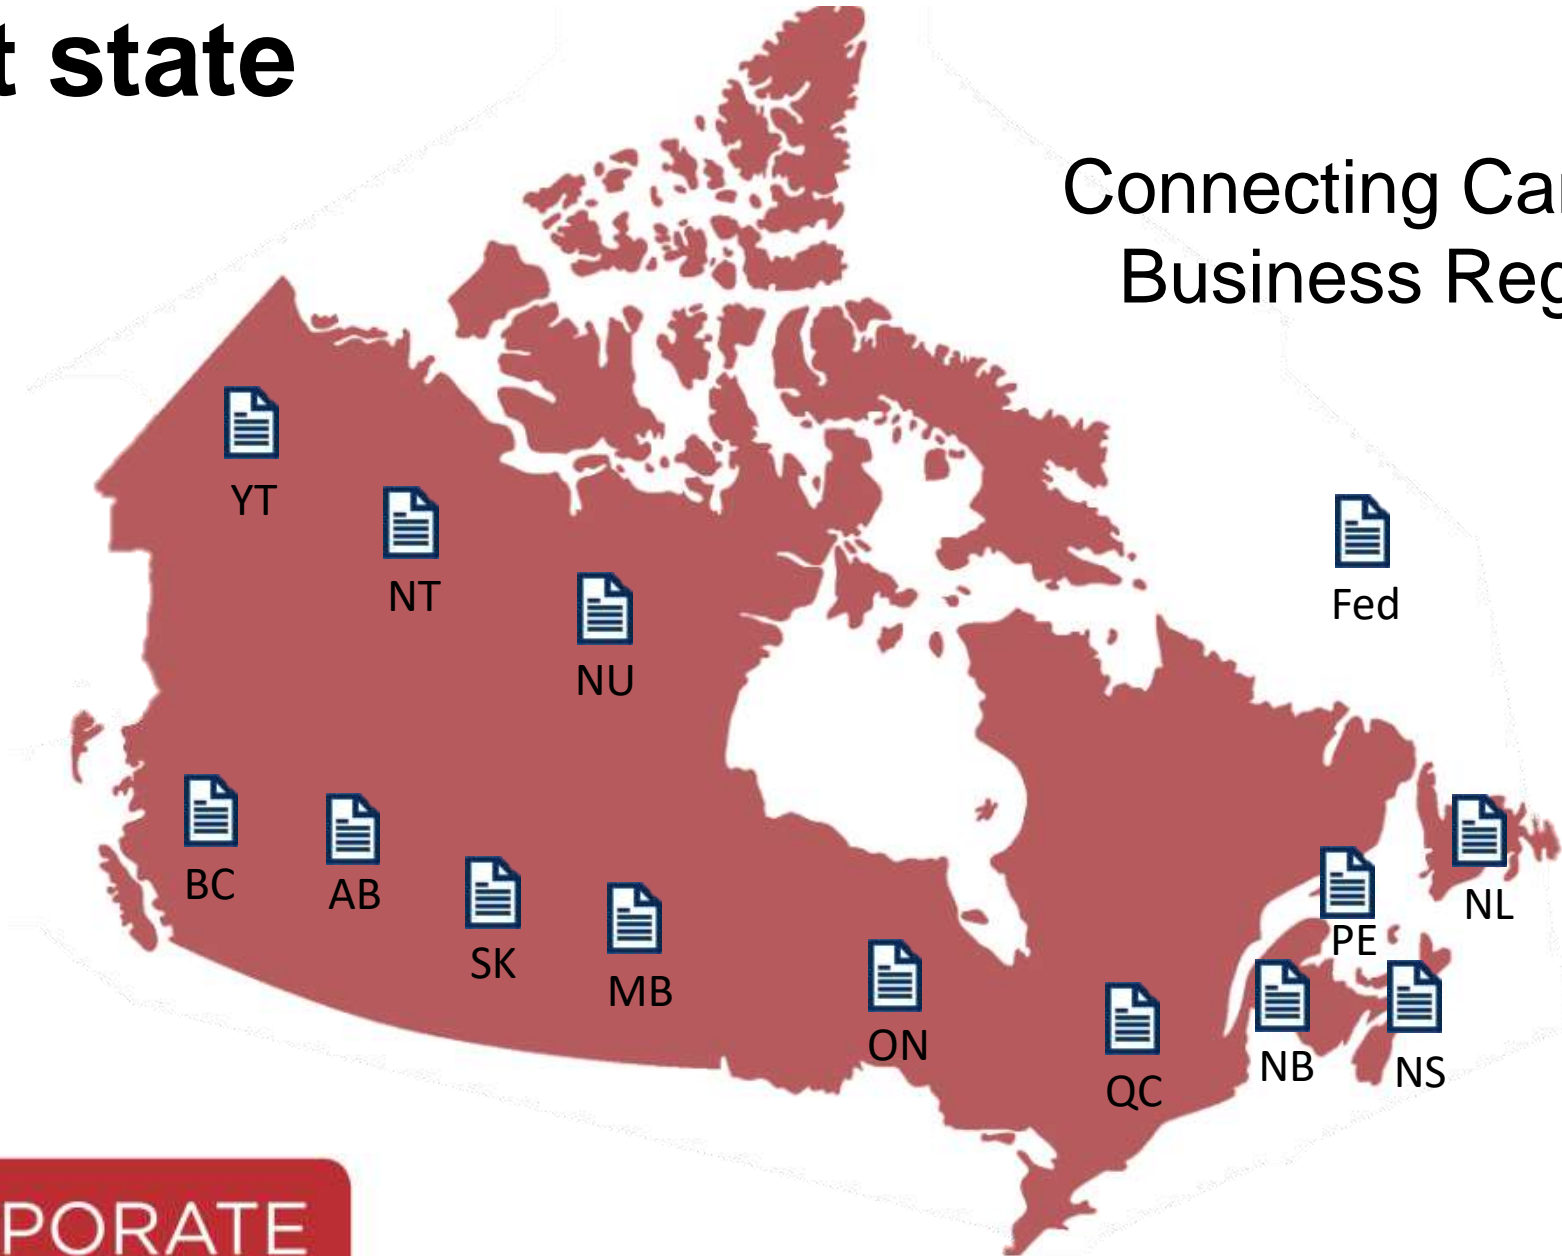 t state
Connecting Car
Business Reg
YT
NT
NU
Fed
BC
AB
SK
MB
ON
QC
PE
NL
NB
NS
PORATE